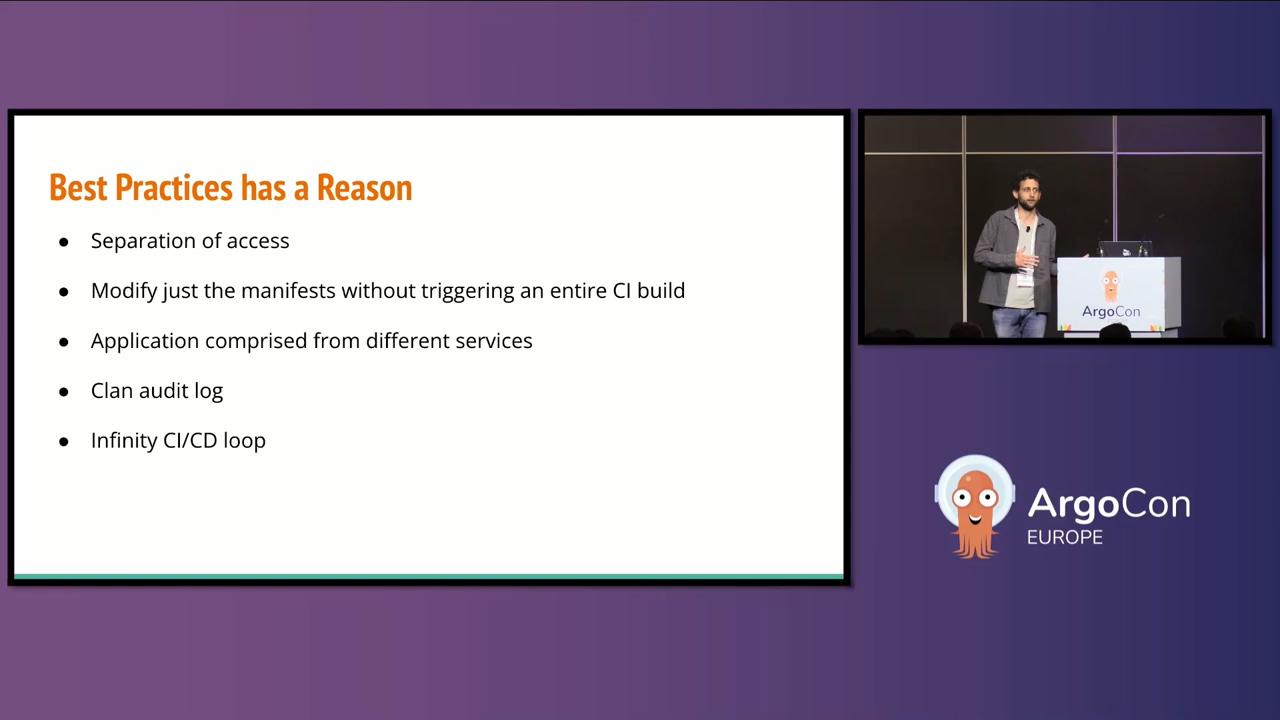 Best Practices has a Reason
● Separation of access
● Modify just the manifests without triggering an entire CI build
● Application comprised from different services
● Clan audit log
● Infinity CI/CD loop
ArgoCon
ArgoCon
EUROPE